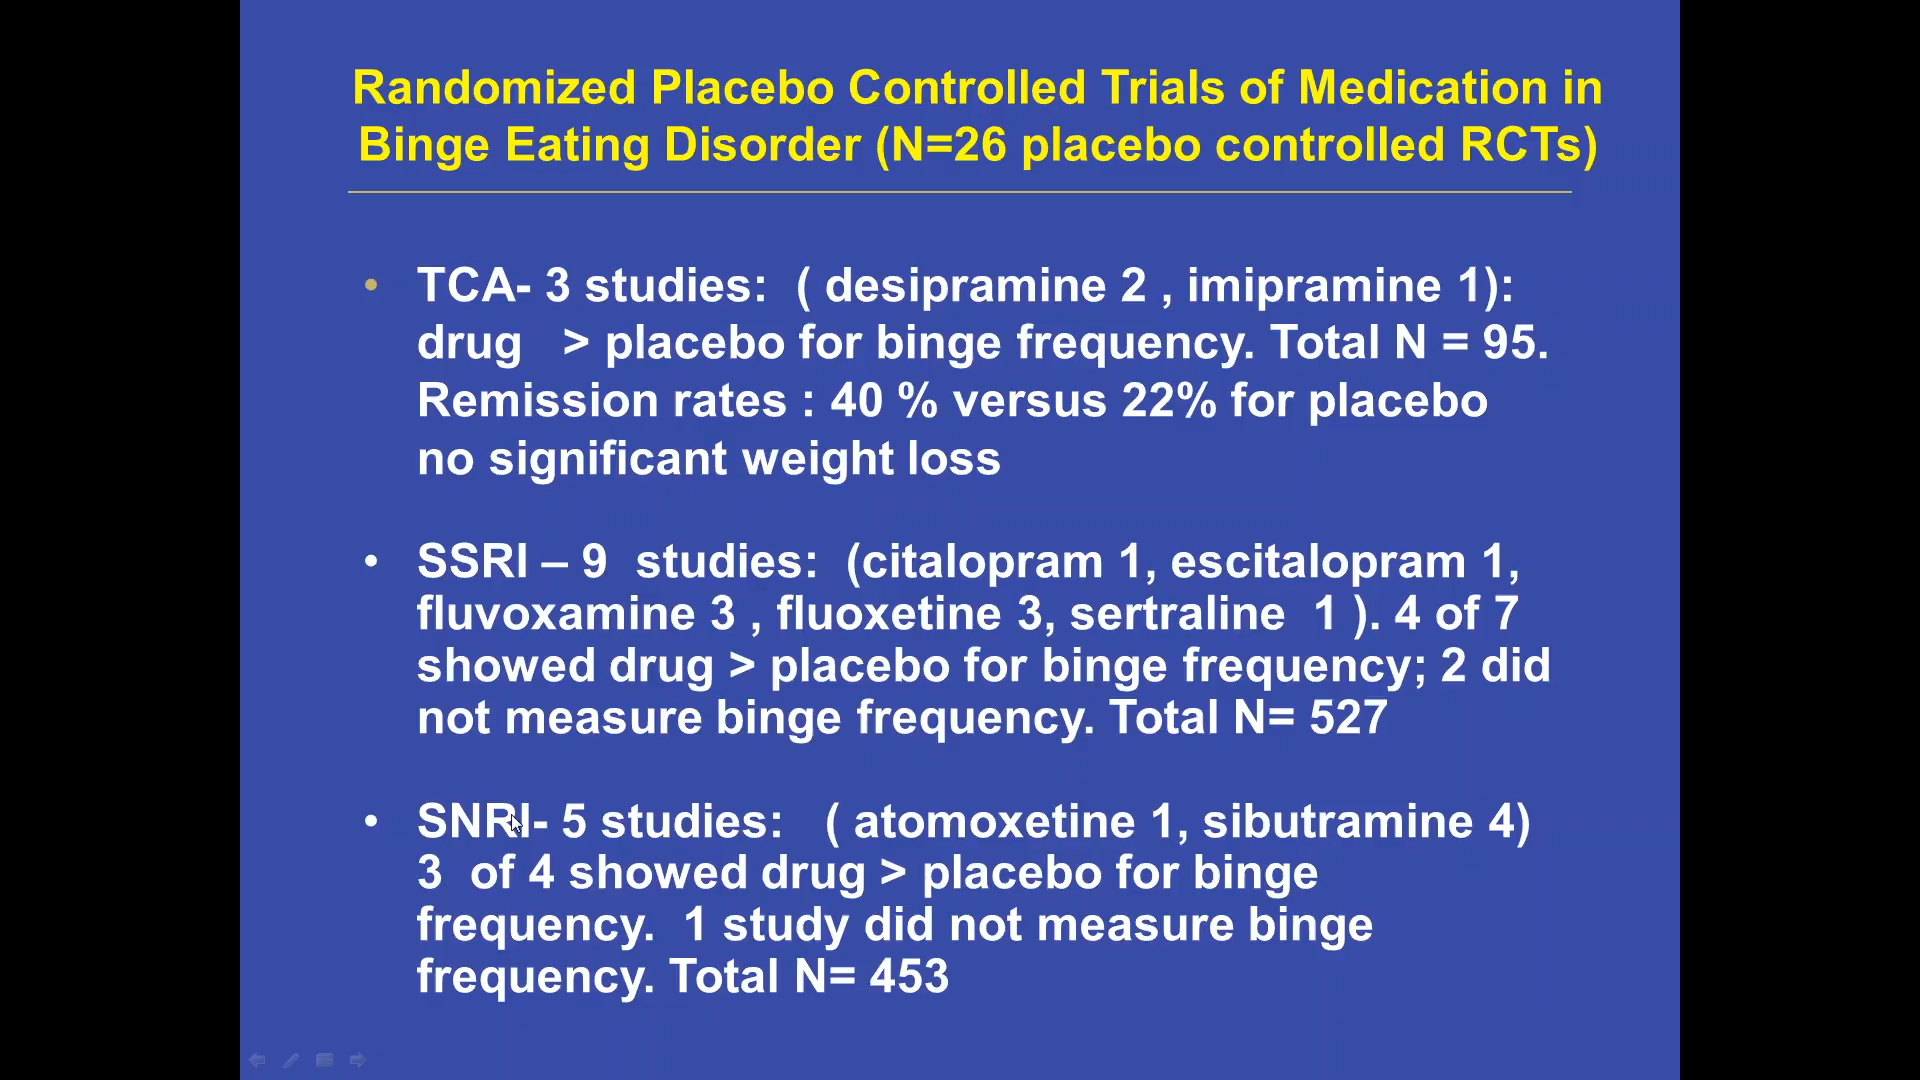 Randomized Placebo Controlled Trials of Medication in
Binge Eating Disorder (N=26 placebo controlled RCTs)
• TCA- 3 studies: ( desipramine 2 , imipramine 1):
drug > placebo for binge frequency. Total N = 95.
Remission rates : 40 % versus 22% for placebo
no significant weight loss
• SSRI – 9 studies: (citalopram 1, escitalopram 1,
fluvoxamine 3 , fluoxetine 3, sertraline 1 ). 4 of 7
showed drug > placebo for binge frequency; 2 did
not measure binge frequency. Total N= 527
• SNRI- 5 studies: ( atomoxetine 1, sibutramine 4)
3 of 4 showed drug > placebo for binge
frequency. 1 study did not measure binge
frequency. Total N= 453